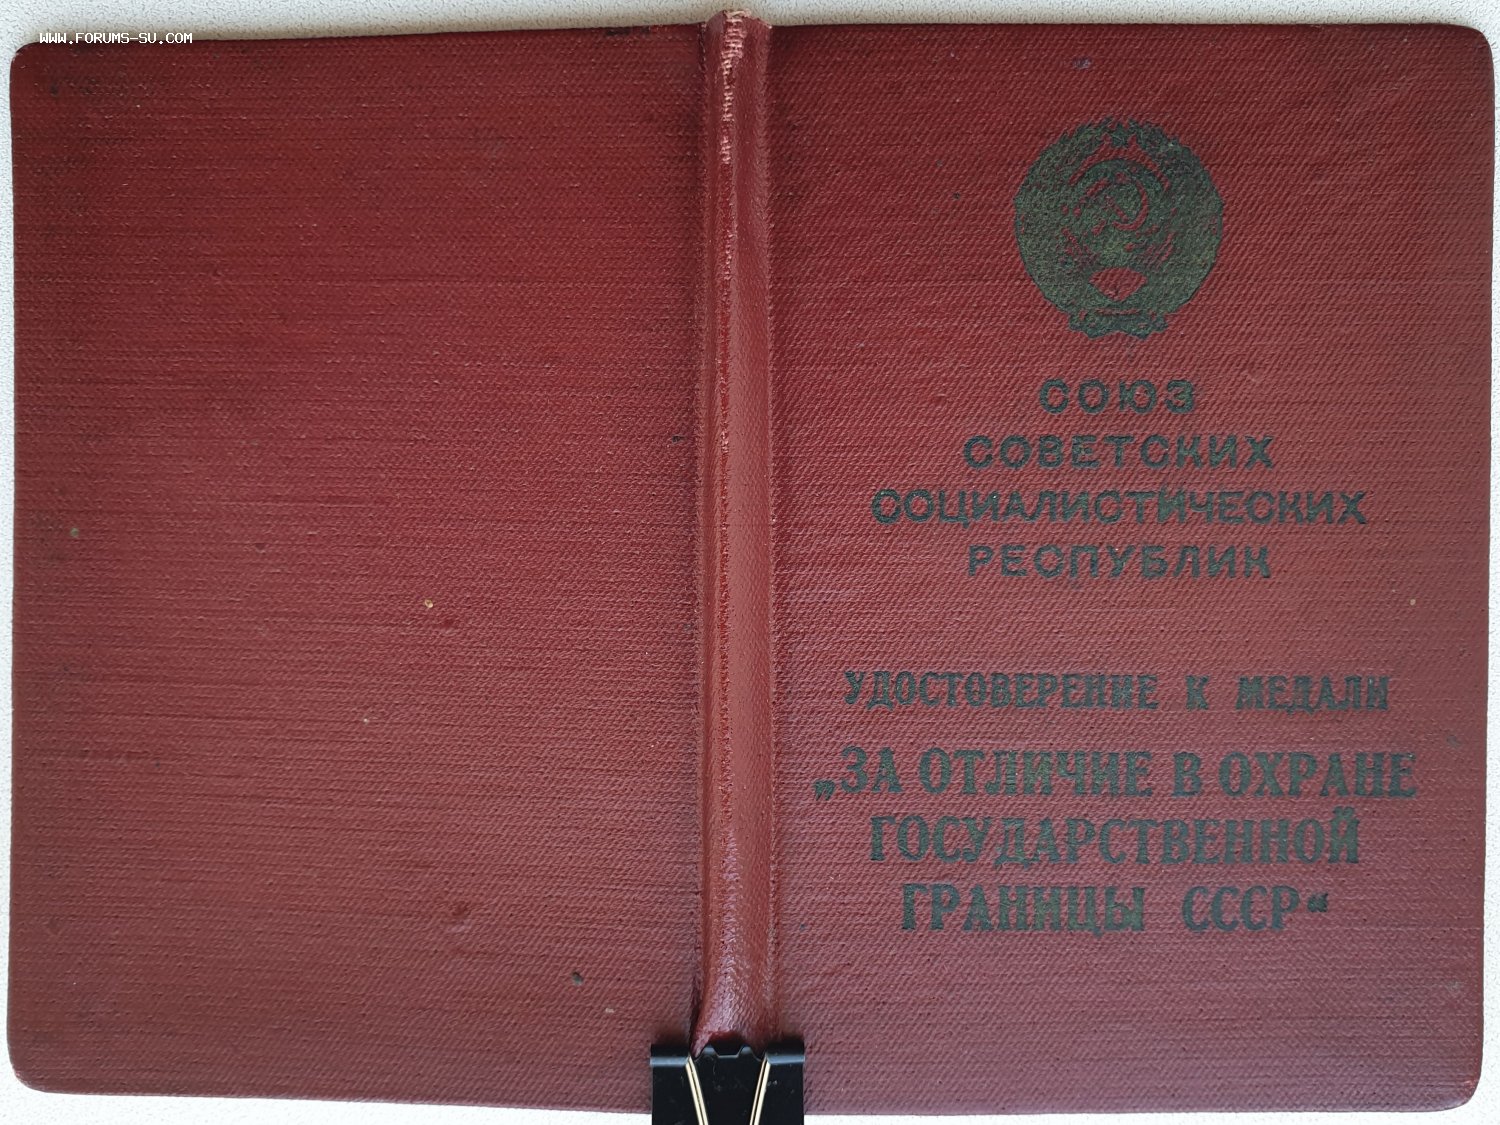 WWW.FORUMS-SU.COM
СОЮЗ
СОВЕТСКИХ
СОЦИАЛИСТИЧЕСКИХ
РЕСПУБЛИК
УДОСТОВЕРЕНИЕ К МЕДАЛИ
„ЗА ОТЛИЧИЕ В ОХРАНЕ
ГОСУДАРСТВЕННОЙ
ГРАНИЦЫ СССР“